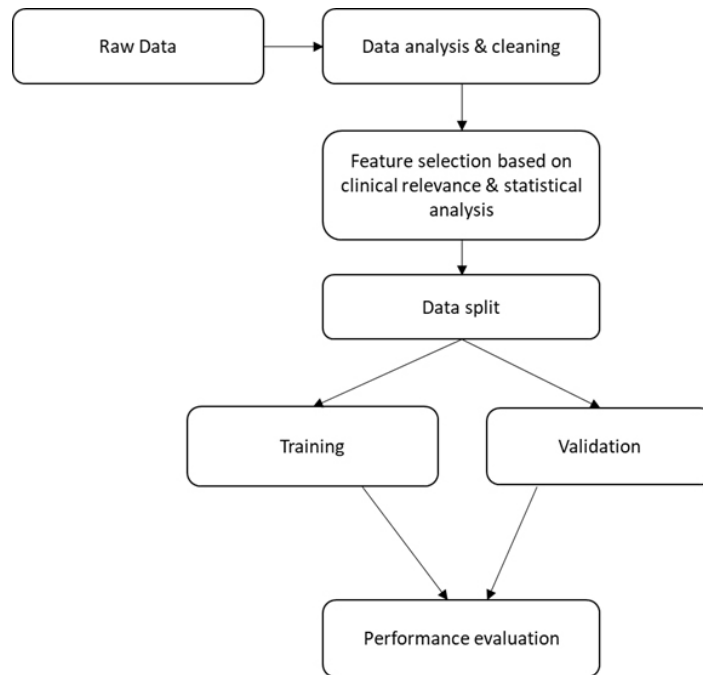 Raw Data
Data analysis & cleaning
Feature selection based on
clinical relevance & statistical
analysis
Data split
Training
Validation
Performance evaluation